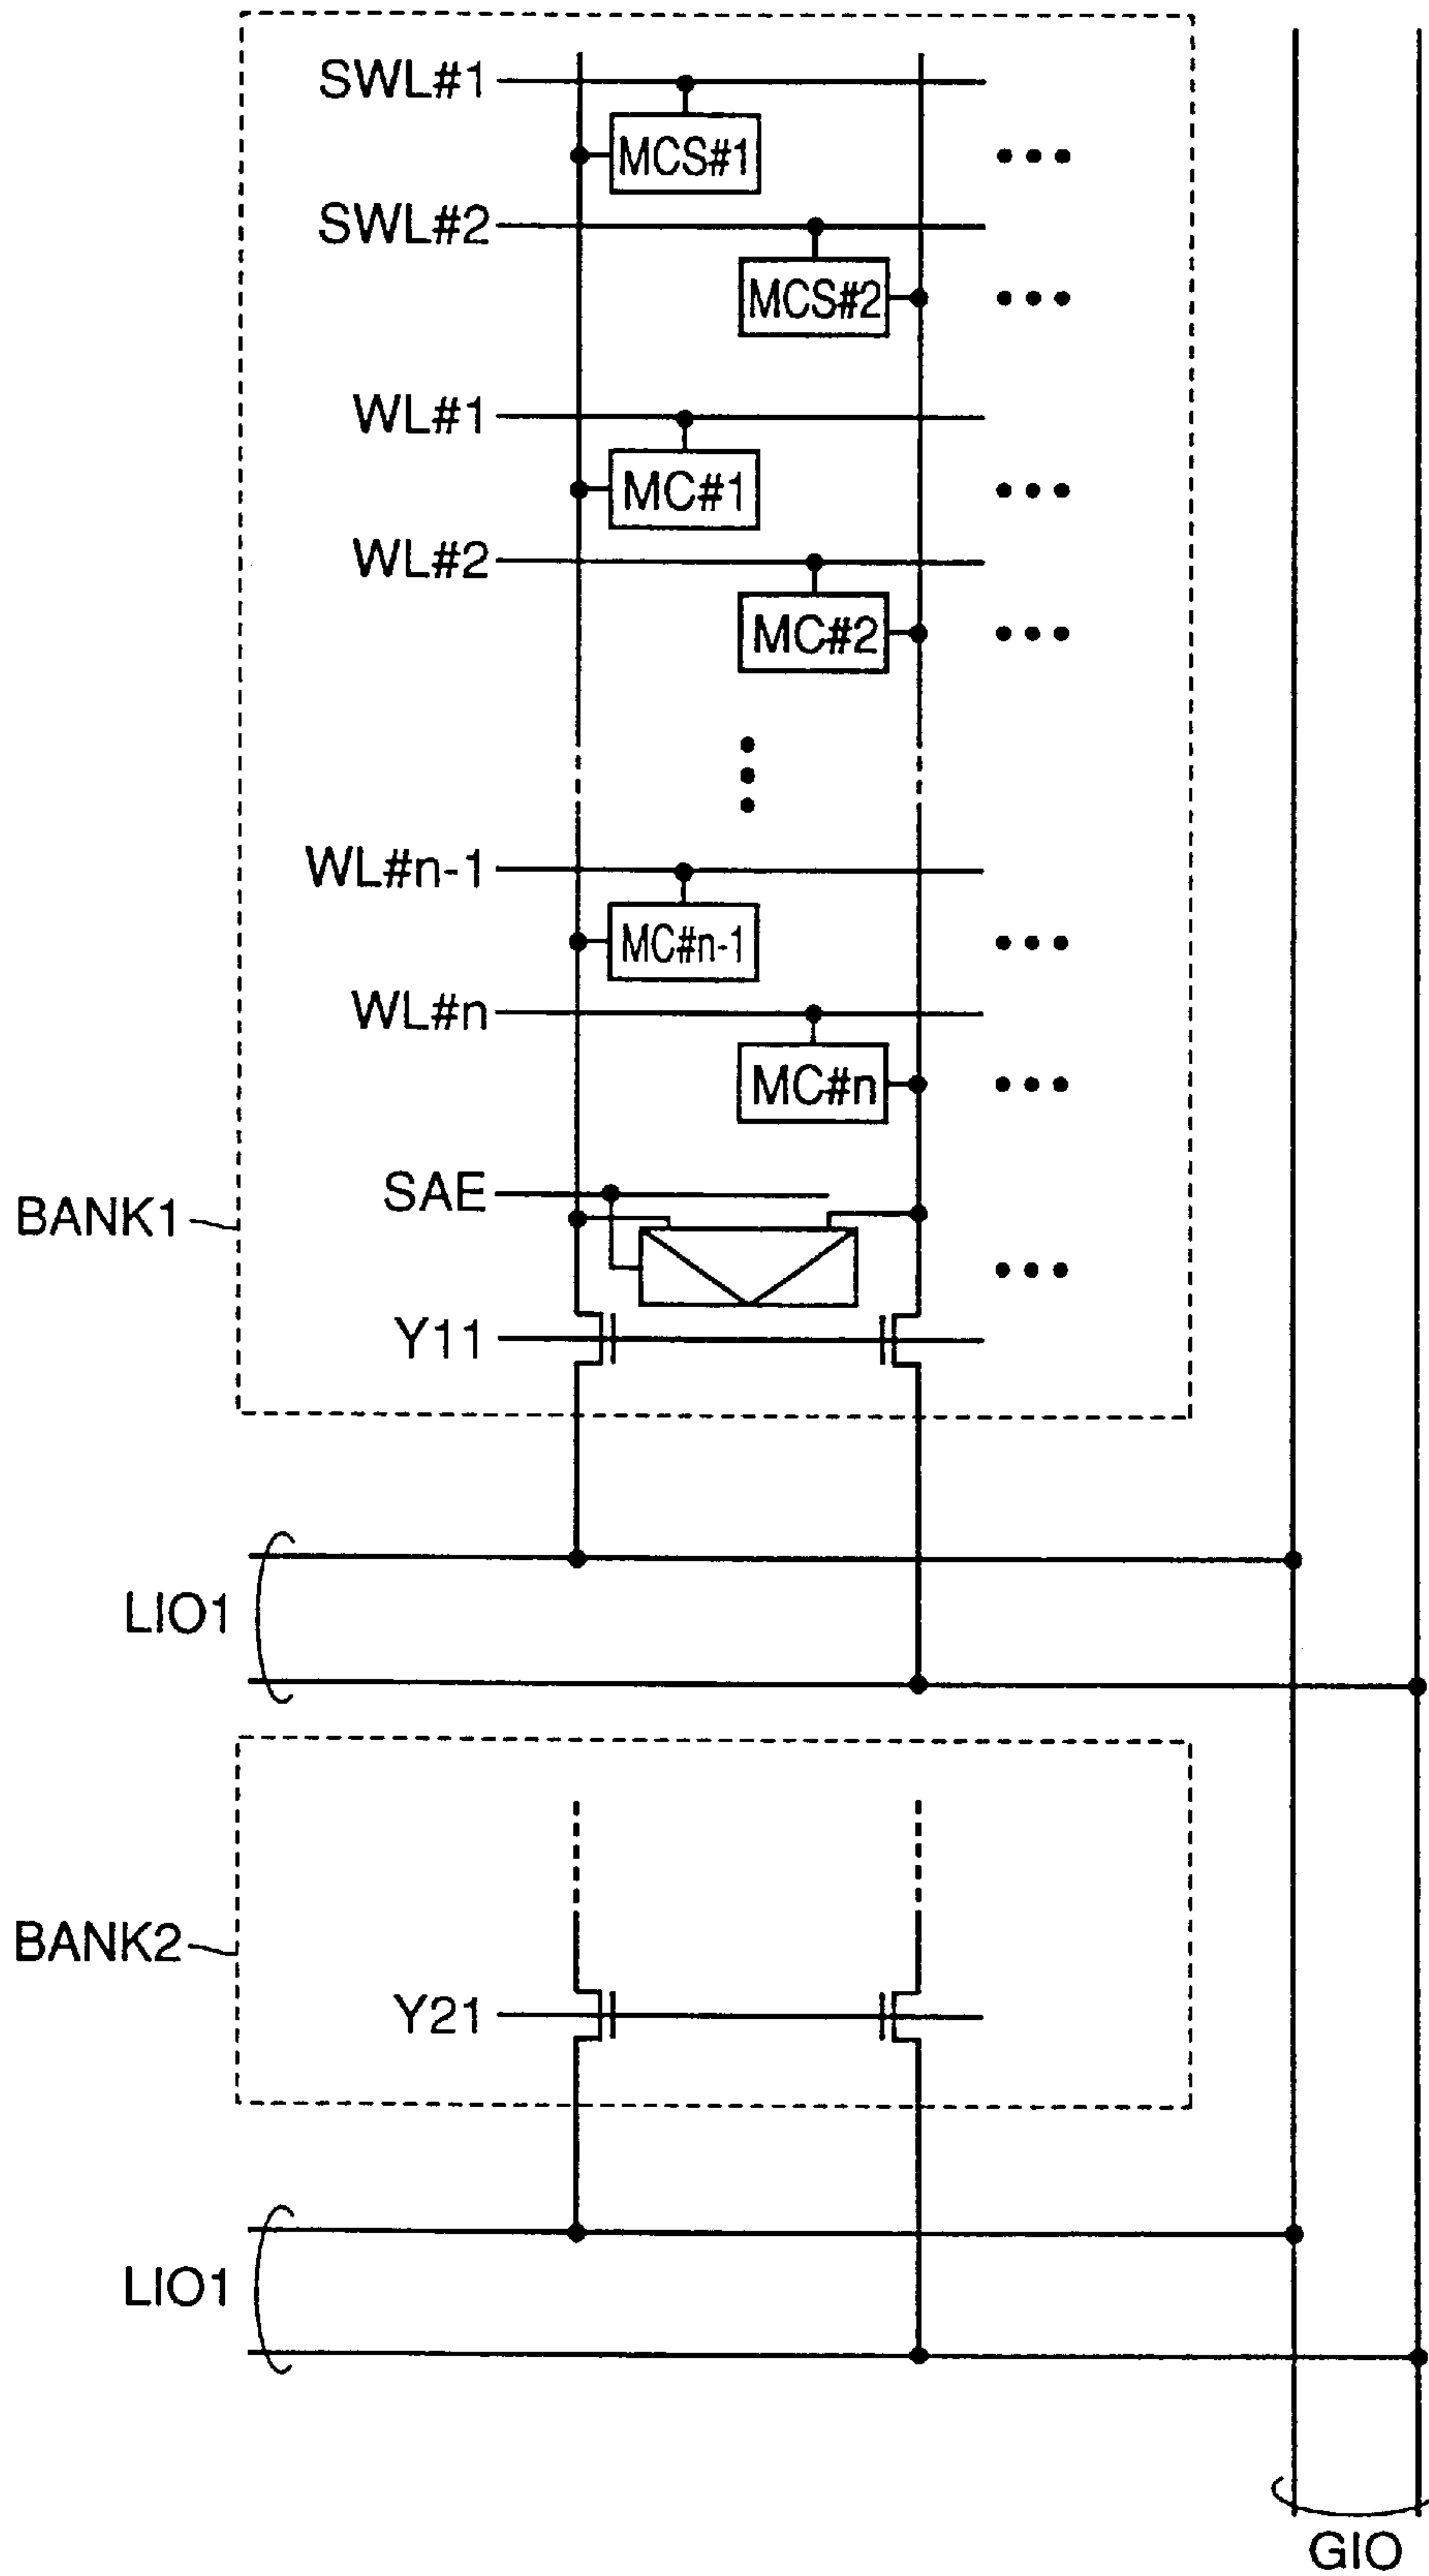 SWL#1
MCS#1
SWL#2
MCS#2
WL#1
MC#1
WL#2
MC#2
WL#n-1
MC#n-1
WL#n
MC#n
SAE
BANK1
Y11
LIO1
BANK2
Y21
LIO1
GIO